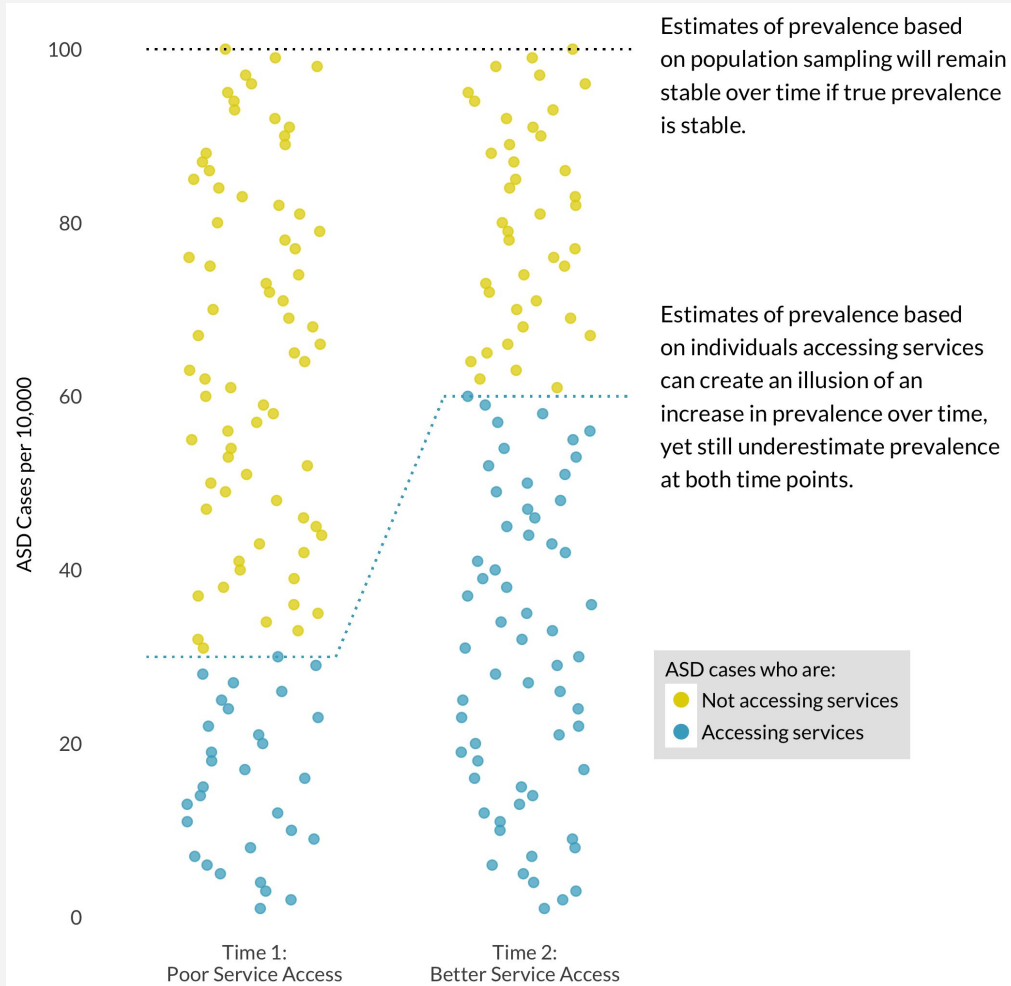 Estimates of prevalence based
on population sampling will remain
stable over time if true prevalence
is stable.
Estimates of prevalence based
on individuals accessing services
can create an illusion of an
increase in prevalence over time,
yet still underestimate prevalence
at both time points.
ASD Cases per 10,000
100
80
60
40
20
0
ASD cases who are:
Not accessing services
Accessing services
Time 1:
Poor Service Access
Time 2:
Better Service Access